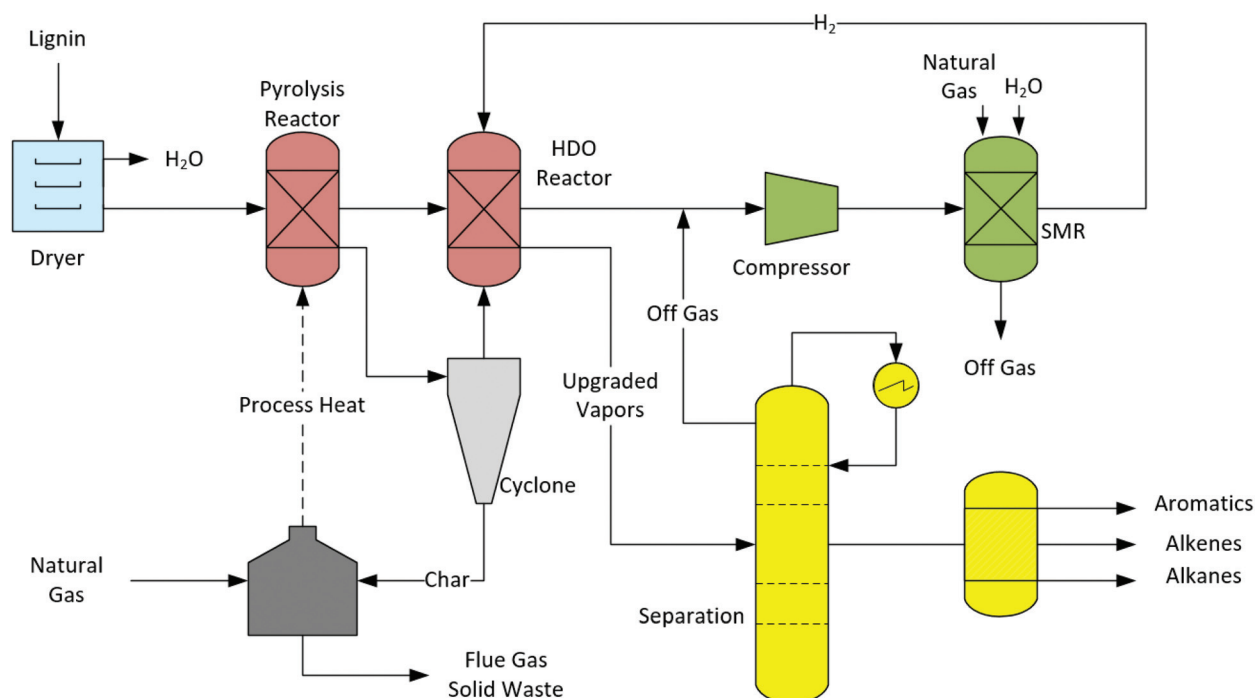 Lignin
H₂
Pyrolysis
Reactor
Natural
Gas
H₂O
H₂O
HDO
Reactor
Dryer
SMR
Compressor
Off Gas
Off Gas
Process Heat
Upgraded
Vapors
Cyclone
Aromatics
Alkenes
Alkanes
Natural
Gas
Char
Separation
Flue Gas
Solid Waste